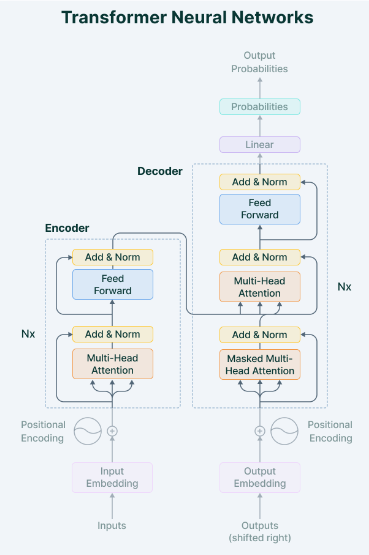 Transformer Neural Networks
Output
Probabilities
Probabilities
Linear
Decoder
Add & Norm
Feed
Forward
Encoder
Add & Norm
Add & Norm
Feed
Forward
Multi-Head
Attention
Nx
Nx
Add & Norm
Add & Norm
Multi-Head
Attention
Masked Multi-
Head Attention
Positional
Encoding
Positional
Encoding
Input
Embedding
Output
Embedding
Inputs
Outputs
(shifted right)